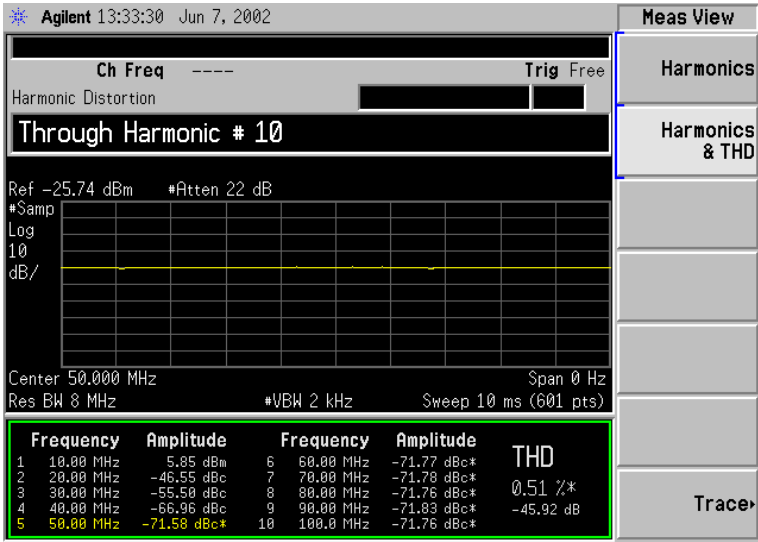 Agilent 13:33:30 Jun 7, 2002
Meas View
Ch Freq ---- Trig Free
Harmonic Distortion
Through Harmonic # 10
Harmonics
Harmonics
& THD
Ref -25.74 dBm #Atten 22 dB
#Samp
Log
10
dB/
Center 50.000 MHz Span 0 Hz
Res BW 8 MHz #VBW 2 kHz Sweep 10 ms (601 pts)
Frequency Amplitude Frequency Amplitude
1 10.00 MHz 5.85 dBm 6 60.00 MHz -71.77 dBc*
2 20.00 MHz -46.55 dBc 7 70.00 MHz -71.78 dBc*
3 30.00 MHz -55.50 dBc 8 80.00 MHz -71.76 dBc*
4 40.00 MHz -66.96 dBc 9 90.00 MHz -71.83 dBc*
5 50.00 MHz -71.58 dBc* 10 100.0 MHz -71.76 dBc*
THD
0.51 %*
-45.92 dB
Trace